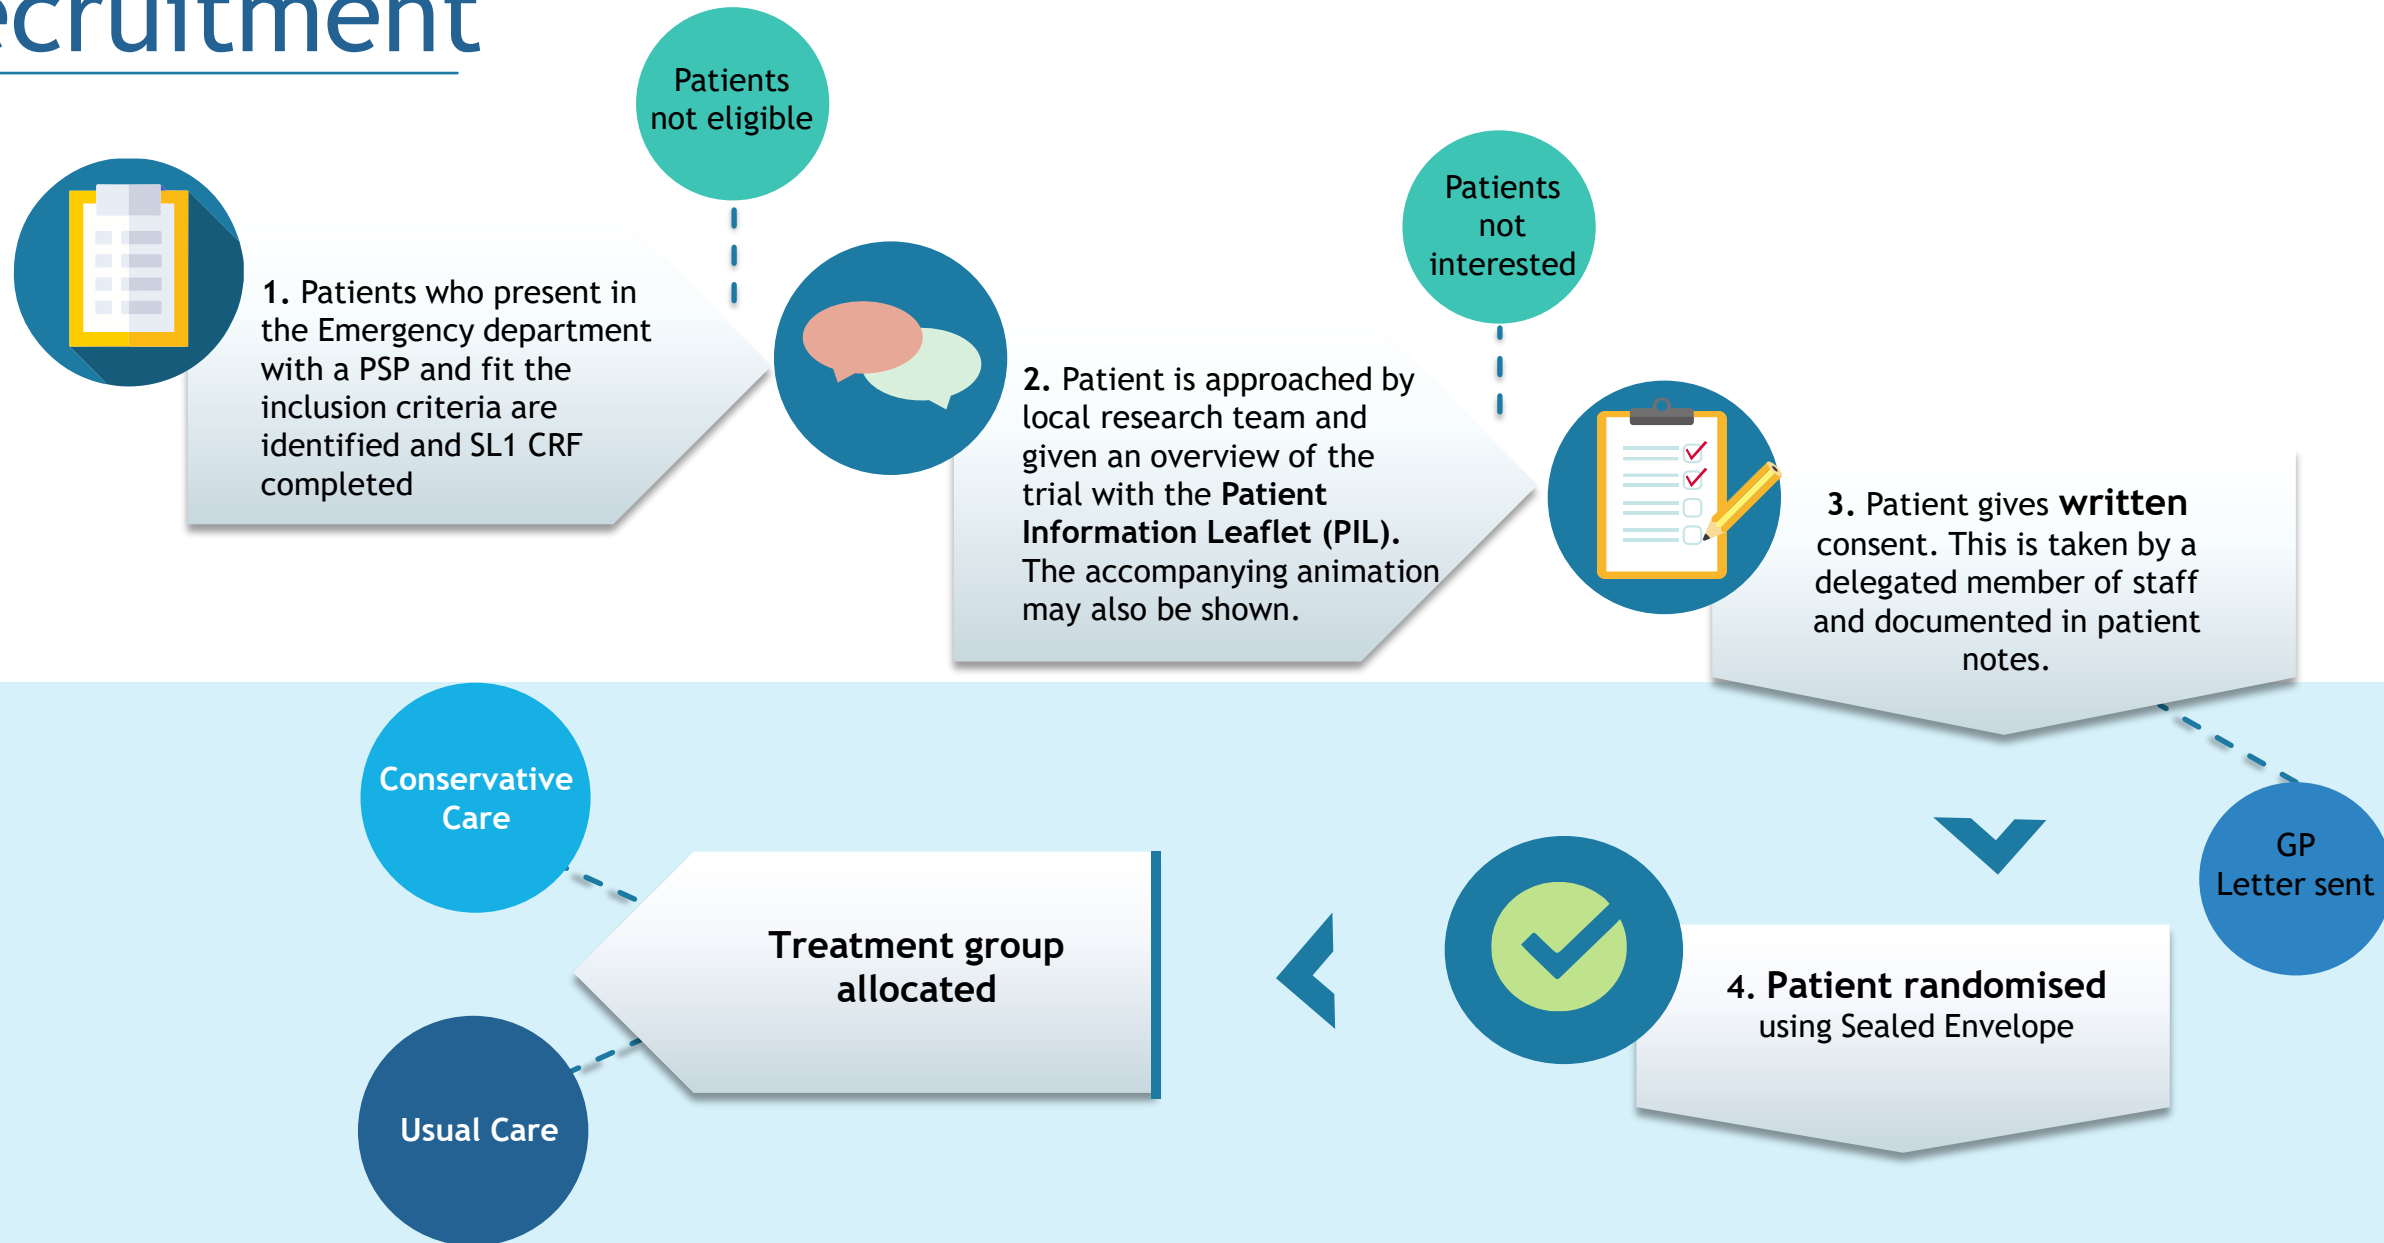 ecruitment
Patients
not eligible
Patients
not
interested
1. Patients who present in
the Emergency department
with a PSP and fit the
inclusion criteria are
identified and SL1 CRF
completed
2. Patient is approached by
local research team and
given an overview of the
trial with the Patient
Information Leaflet (PIL).
The accompanying animation
may also be shown.
3. Patient gives written
consent. This is taken by a
delegated member of staff
and documented in patient
notes.
GP
Letter sent
4. Patient randomised
using Sealed Envelope
Treatment group
allocated
Conservative
Care
Usual Care